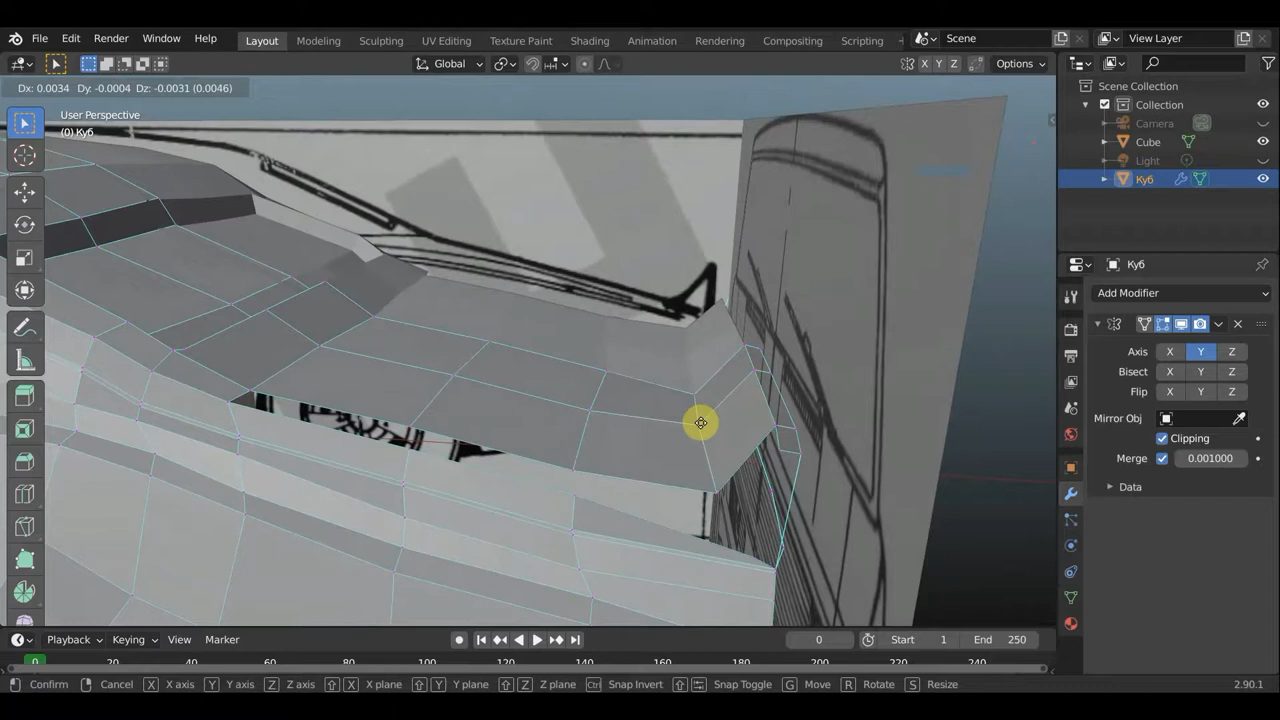 File Edit Render Window Help Layout Modeling Sculpting UV Editing Texture Paint Shading Animation Rendering Compositing Scripting Scene View Layer
Global X Y Z Options
Dx: 0.0034 Dy: -0.0004 Dz: -0.0031 (0.0046)
User Perspective
(0) Куб
Scene Collection
Collection
Camera
Cube
Light
Куб
Куб
Add Modifier
Axis X Y Z
Bisect X Y Z
Flip X Y Z
Mirror Obj
Clipping
Merge 0.001000
Data
Playback Keying View Marker 0 Start 1 End 250
0 20 40 60 80 100 120 140 160 180 200 220 240
Confirm Cancel X X axis Y Y axis Z Z axis X X plane Y Y plane Z Z plane Ctrl Snap Invert Snap Toggle G Move R Rotate S Resize 2.90.1